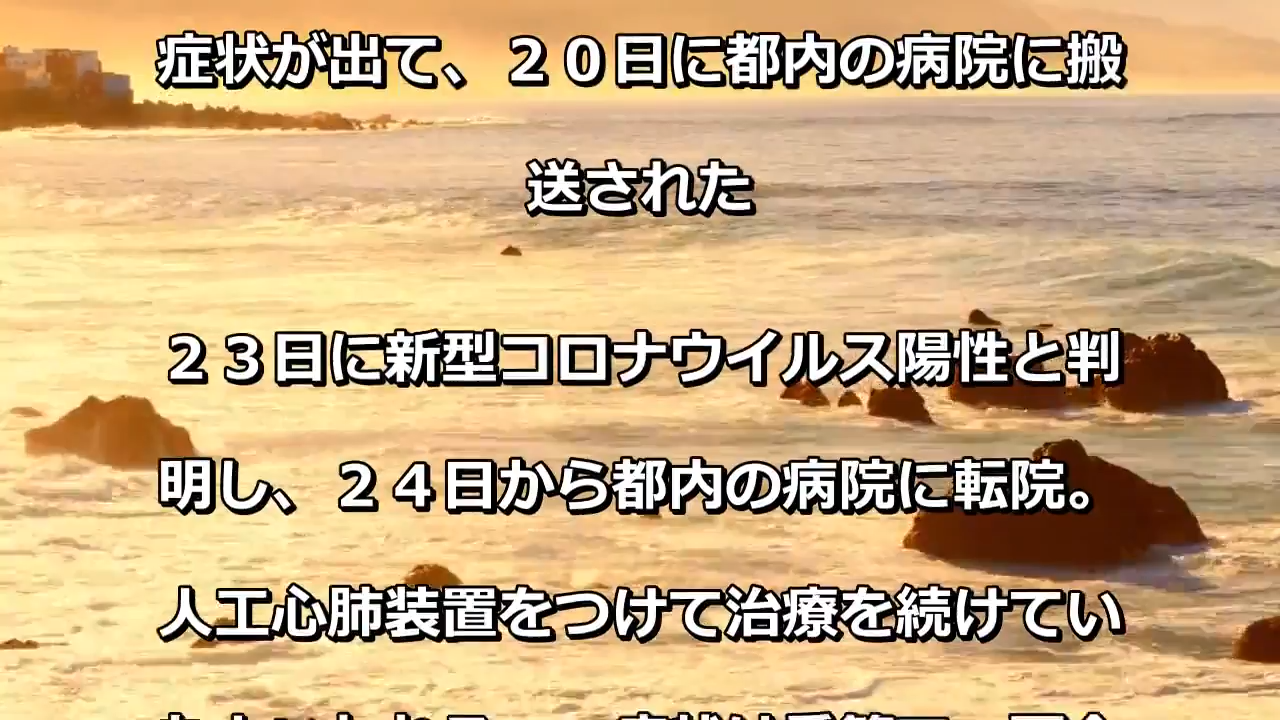 症状が出て、２０日に都内の病院に搬
送された
２３日に新型コロナウイルス陽性と判
明し、２４日から都内の病院に転院。
人工心肺装置をつけて治療を続けてい